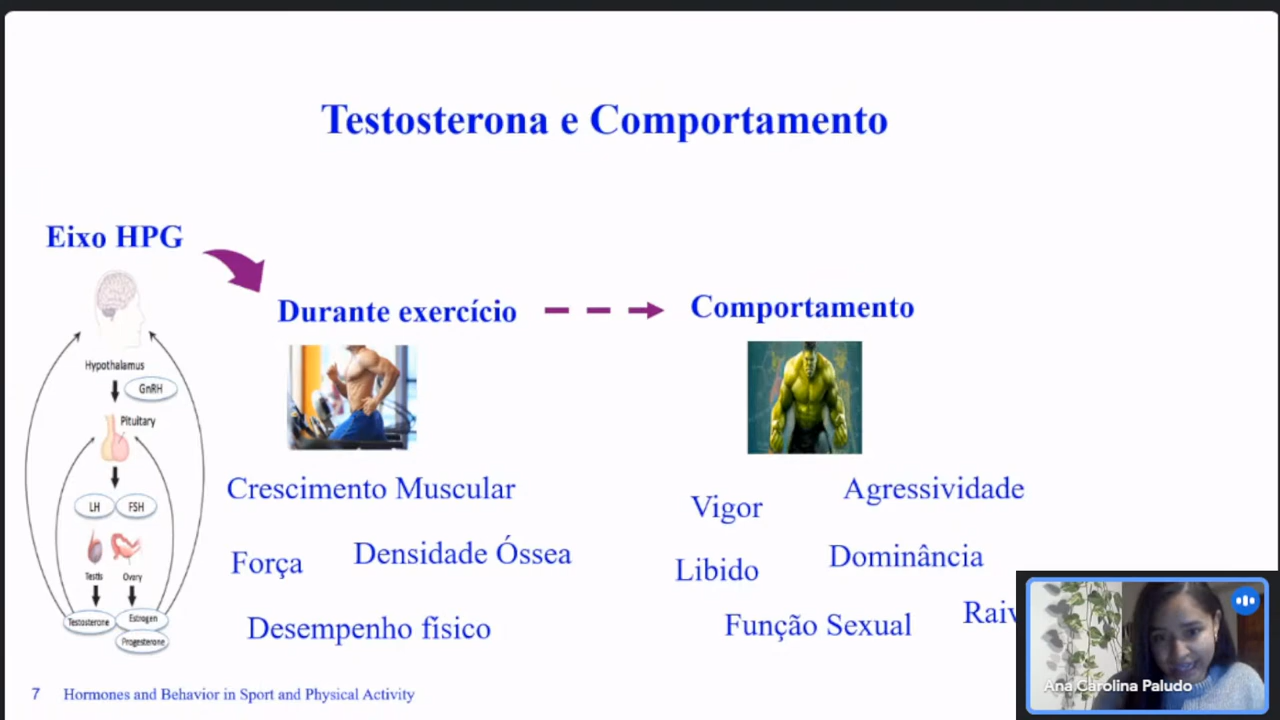 Testosterona e Comportamento
Eixo HPG
Durante exercício
Comportamento
Hypothalamus
GnRH
Pituitary
LH
FSH
Testis
Ovary
Testosterone
Estrogen
Progesterone
Crescimento Muscular
Força
Densidade Óssea
Desempenho físico
Vigor
Agressividade
Libido
Dominância
Função Sexual
Raiv
7
Hormones and Behavior in Sport and Physical Activity
Ana Carolina Paludo